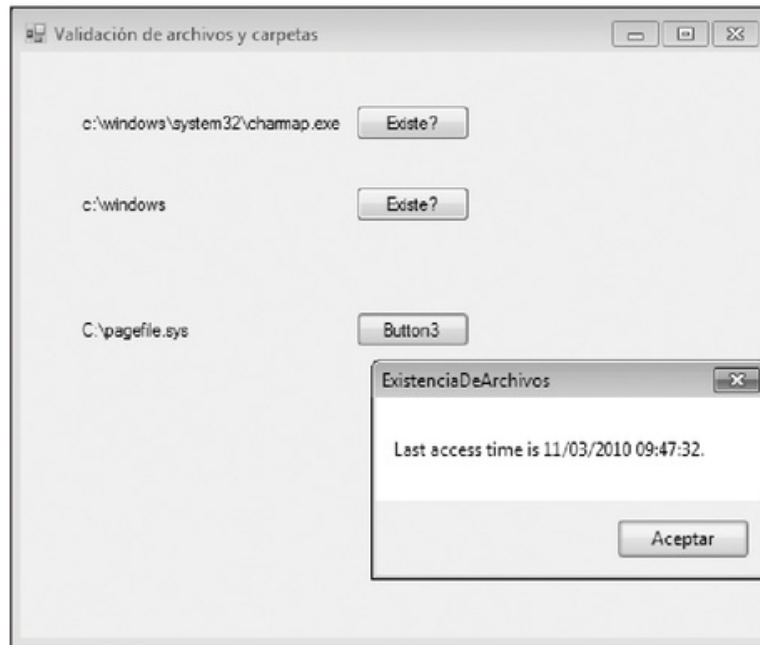 Validación de archivos y carpetas
c:\windows\system32\charmap.exe Existe?
c:\windows Existe?
C:\pagefile.sys Button3
ExistenciaDeArchivos
Last access time is 11/03/2010 09:47:32.
Aceptar